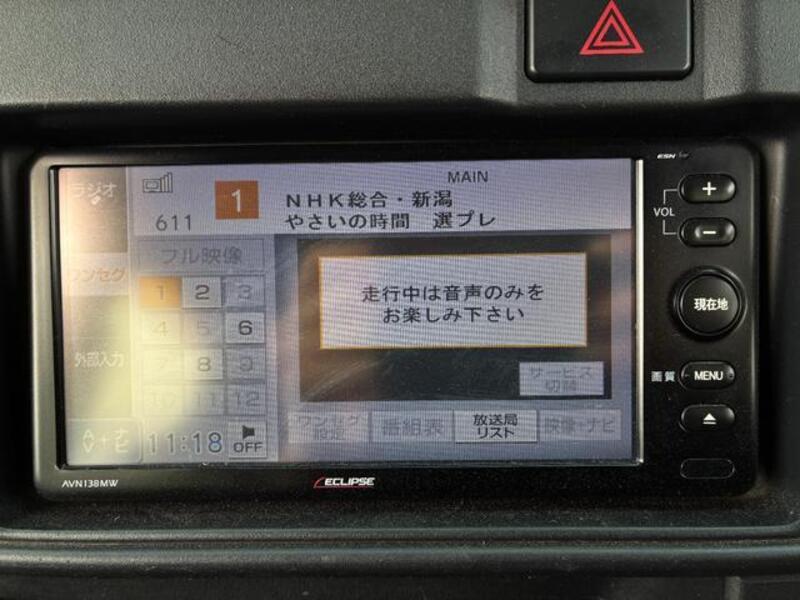 ラジオ
611
1
MAIN
NHK総合・新潟
やさいの時間 選プレ
ワンセグ
外部入力
フル映像
1 2 3
4 5 6
7 8 9
10 11 12
走行中は音声のみを
お楽しみ下さい
サービス
切替
11:18
OFF
ワンセグ
設定
番組表
放送局
リスト
映像+ナビ
+ナビ
AVN138MW
ECLIPSE
ESN
+
VOL
−
現在地
画質
MENU